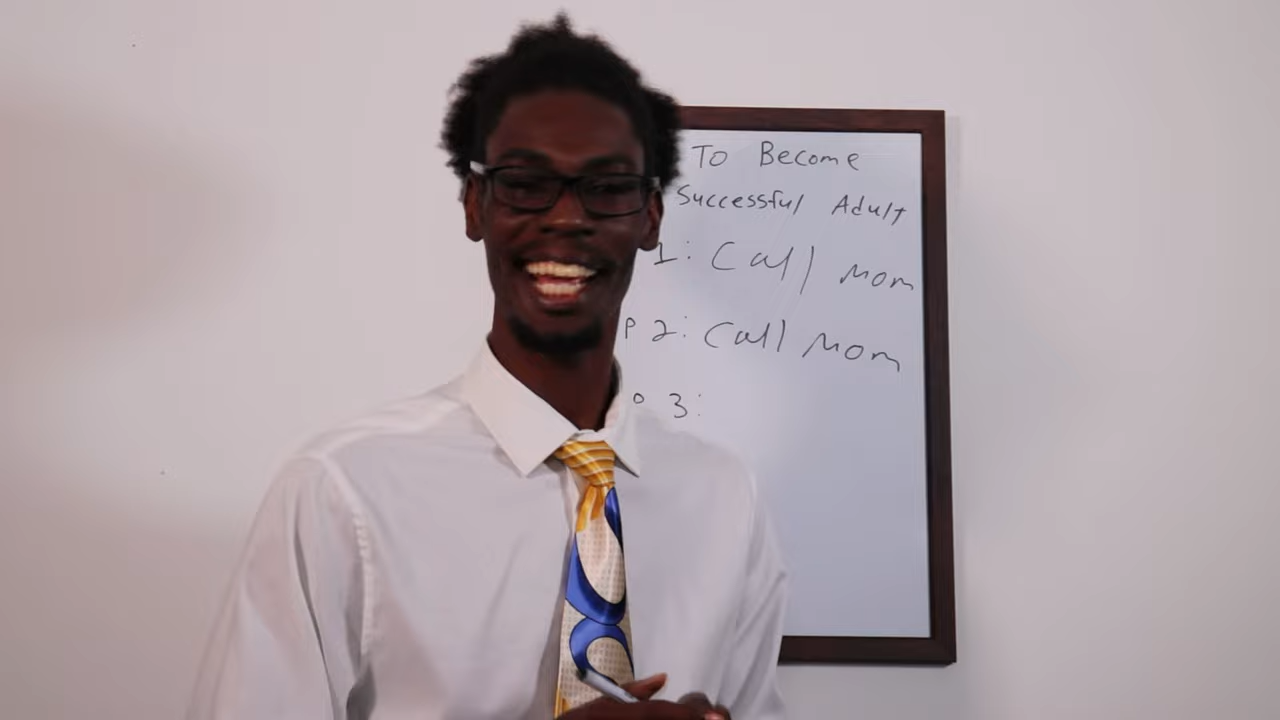 To Become
Successful Adult
1: Call Mom
P 2: Call Mom
P 3: